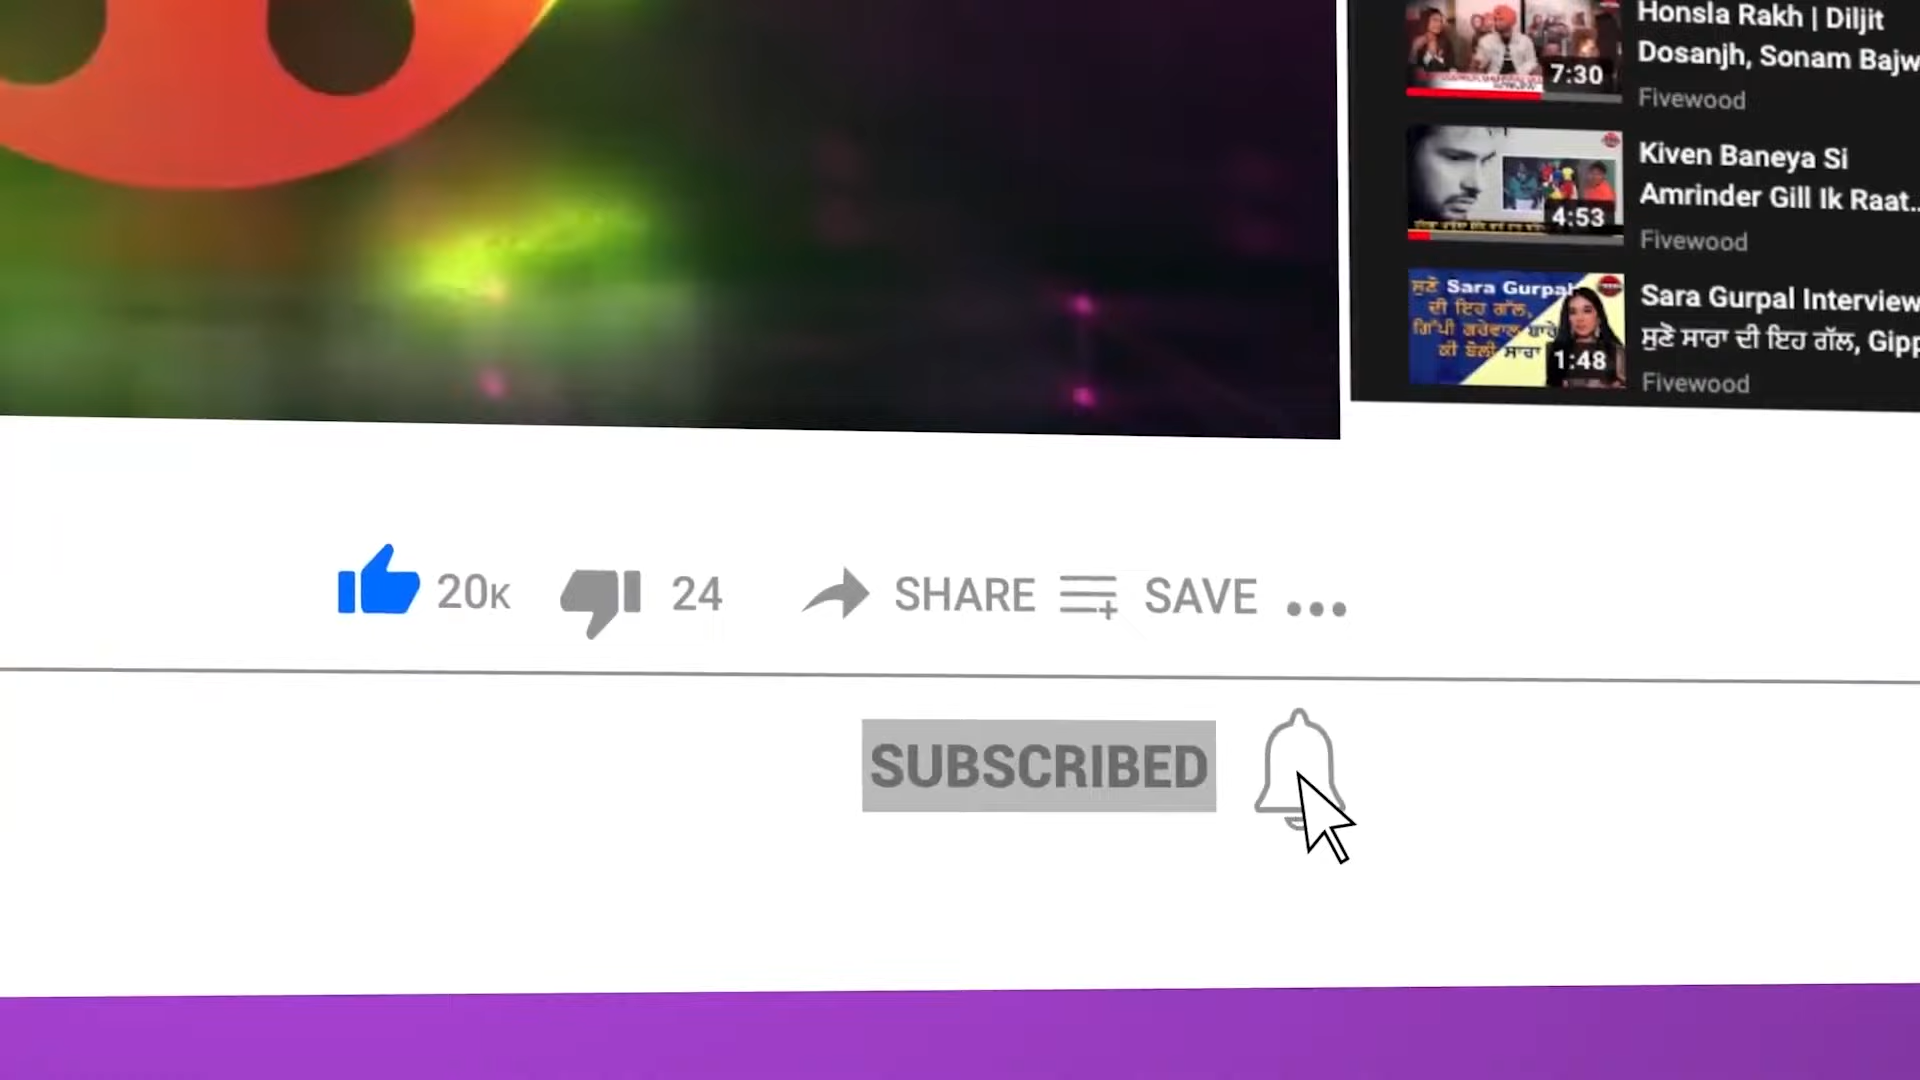 Honsla Rakh | Diljit
Dosanjh, Sonam Bajw
7:30
Fivewood
Kiven Baneya Si
Amrinder Gill Ik Raat...
4:53
Fivewood
ਸੁਣੋ Sara Gurpal
ਦੀ ਇਹ ਗੱਲ,
ਗਿੱਪੀ ਗਰੇਵਾਲ ਬਾਰੇ
ਕੀ ਬੋਲੀ ਸਾਰਾ
1:48
Sara Gurpal Interview
ਸੁਣੋ ਸਾਰਾ ਦੀ ਇਹ ਗੱਲ, Gipp
Fivewood
20K 24 SHARE SAVE
SUBSCRIBED